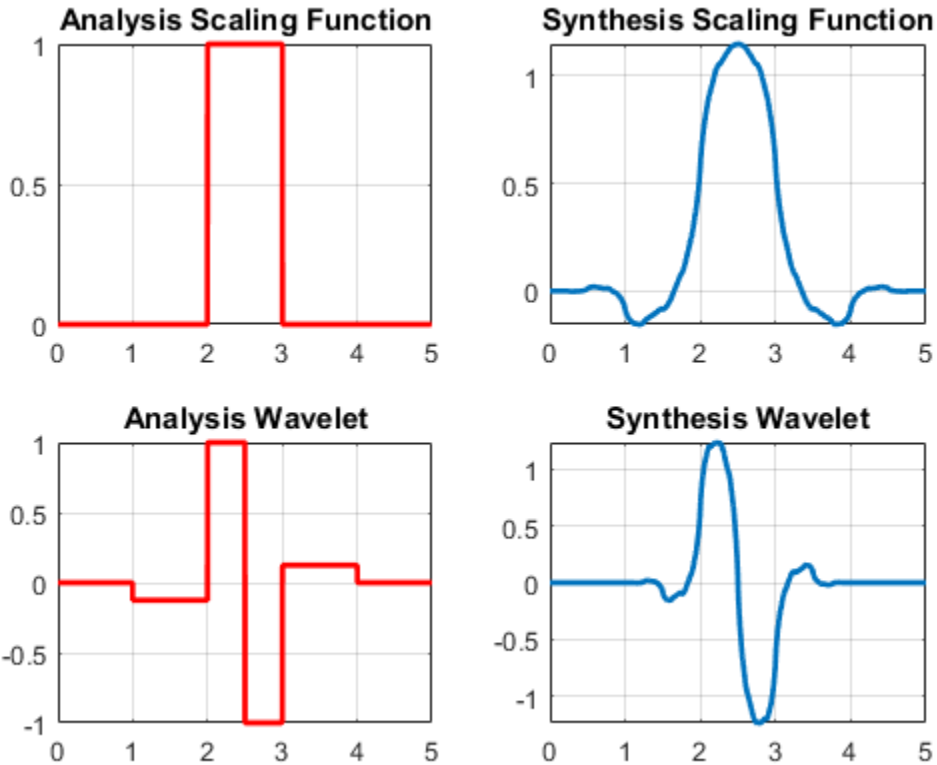 Analysis Scaling Function
1
0.5
0
0 1 2 3 4 5
Synthesis Scaling Function
1
0.5
0
0 1 2 3 4 5
Analysis Wavelet
1
0.5
0
-0.5
-1
0 1 2 3 4 5
Synthesis Wavelet
1
0.5
0
-0.5
-1
0 1 2 3 4 5